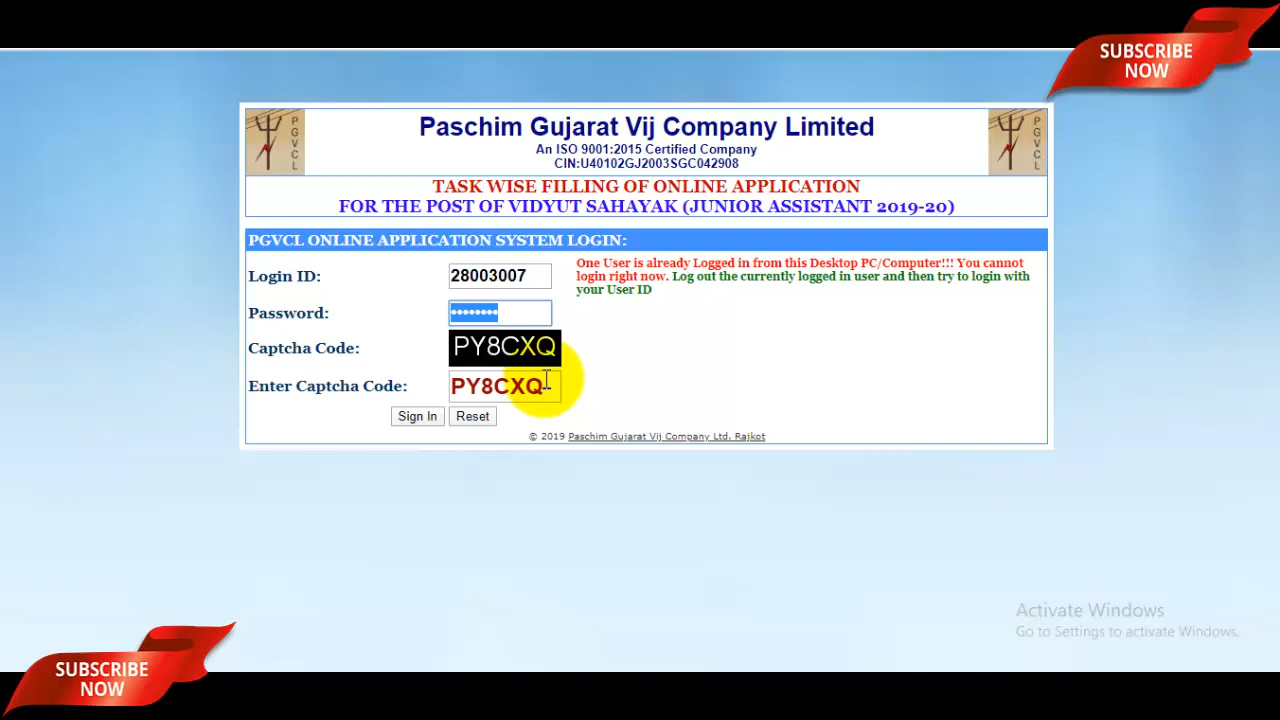 SUBSCRIBE
NOW
PGVCL
Paschim Gujarat Vij Company Limited
An ISO 9001:2015 Certified Company
CIN:U40102GJ2003SGC042908
PGVCL
TASK WISE FILLING OF ONLINE APPLICATION
FOR THE POST OF VIDYUT SAHAYAK (JUNIOR ASSISTANT 2019-20)
PGVCL ONLINE APPLICATION SYSTEM LOGIN:
Login ID: 28003007
One User is already Logged in from this Desktop PC/Computer!!! You cannot
login right now. Log out the currently logged in user and then try to login with
your User ID
Password: ••••••••
Captcha Code: PY8CXQ
Enter Captcha Code: PY8CXQ
Sign In Reset
© 2019 Paschim Gujarat Vij Company Ltd. Rajkot
Activate Windows
Go to Settings to activate Windows.
SUBSCRIBE
NOW